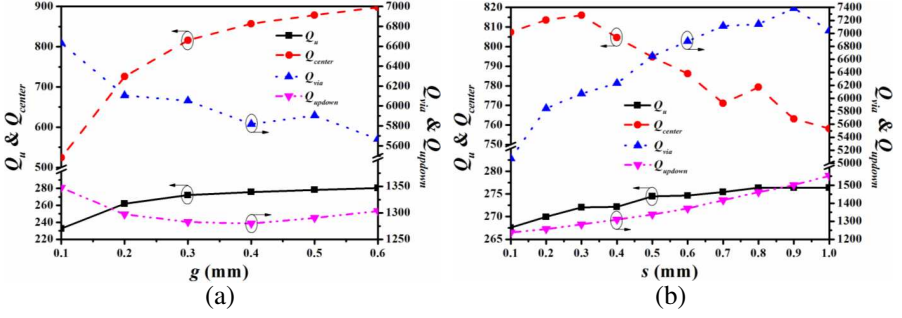 900
800
700
600
500
280
260
240
220
Q_u & Q_center
7000
6800
6600
6400
6200
6000
5800
5600
1350
1300
1250
Q_via & Q_updown
Q_u
Q_center
Q_via
Q_updown
0.1 0.2 0.3 0.4 0.5 0.6
g (mm)
(a)
820
810
800
790
780
770
760
750
280
275
270
265
Q_u & Q_center
7400
7200
7000
6800
6600
6400
6200
6000
5800
5600
5400
5200
5000
1500
1400
1300
1200
Q_via & Q_updown
Q_u
Q_center
Q_via
Q_updown
0.1 0.2 0.3 0.4 0.5 0.6 0.7 0.8 0.9 1.0
s (mm)
(b)